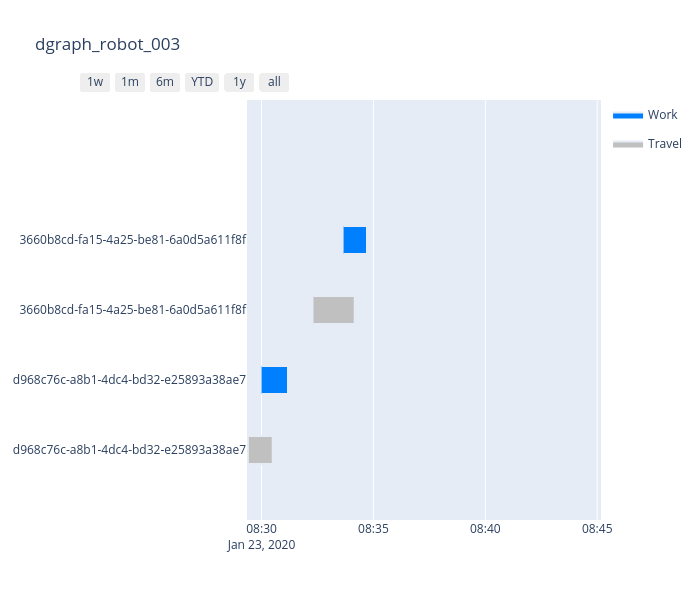 dgraph_robot_003
1w 1m 6m YTD 1y all
Work
Travel
3660b8cd-fa15-4a25-be81-6a0d5a611f8f
3660b8cd-fa15-4a25-be81-6a0d5a611f8f
d968c76c-a8b1-4dc4-bd32-e25893a38ae7
d968c76c-a8b1-4dc4-bd32-e25893a38ae7
08:30 08:35 08:40 08:45
Jan 23, 2020